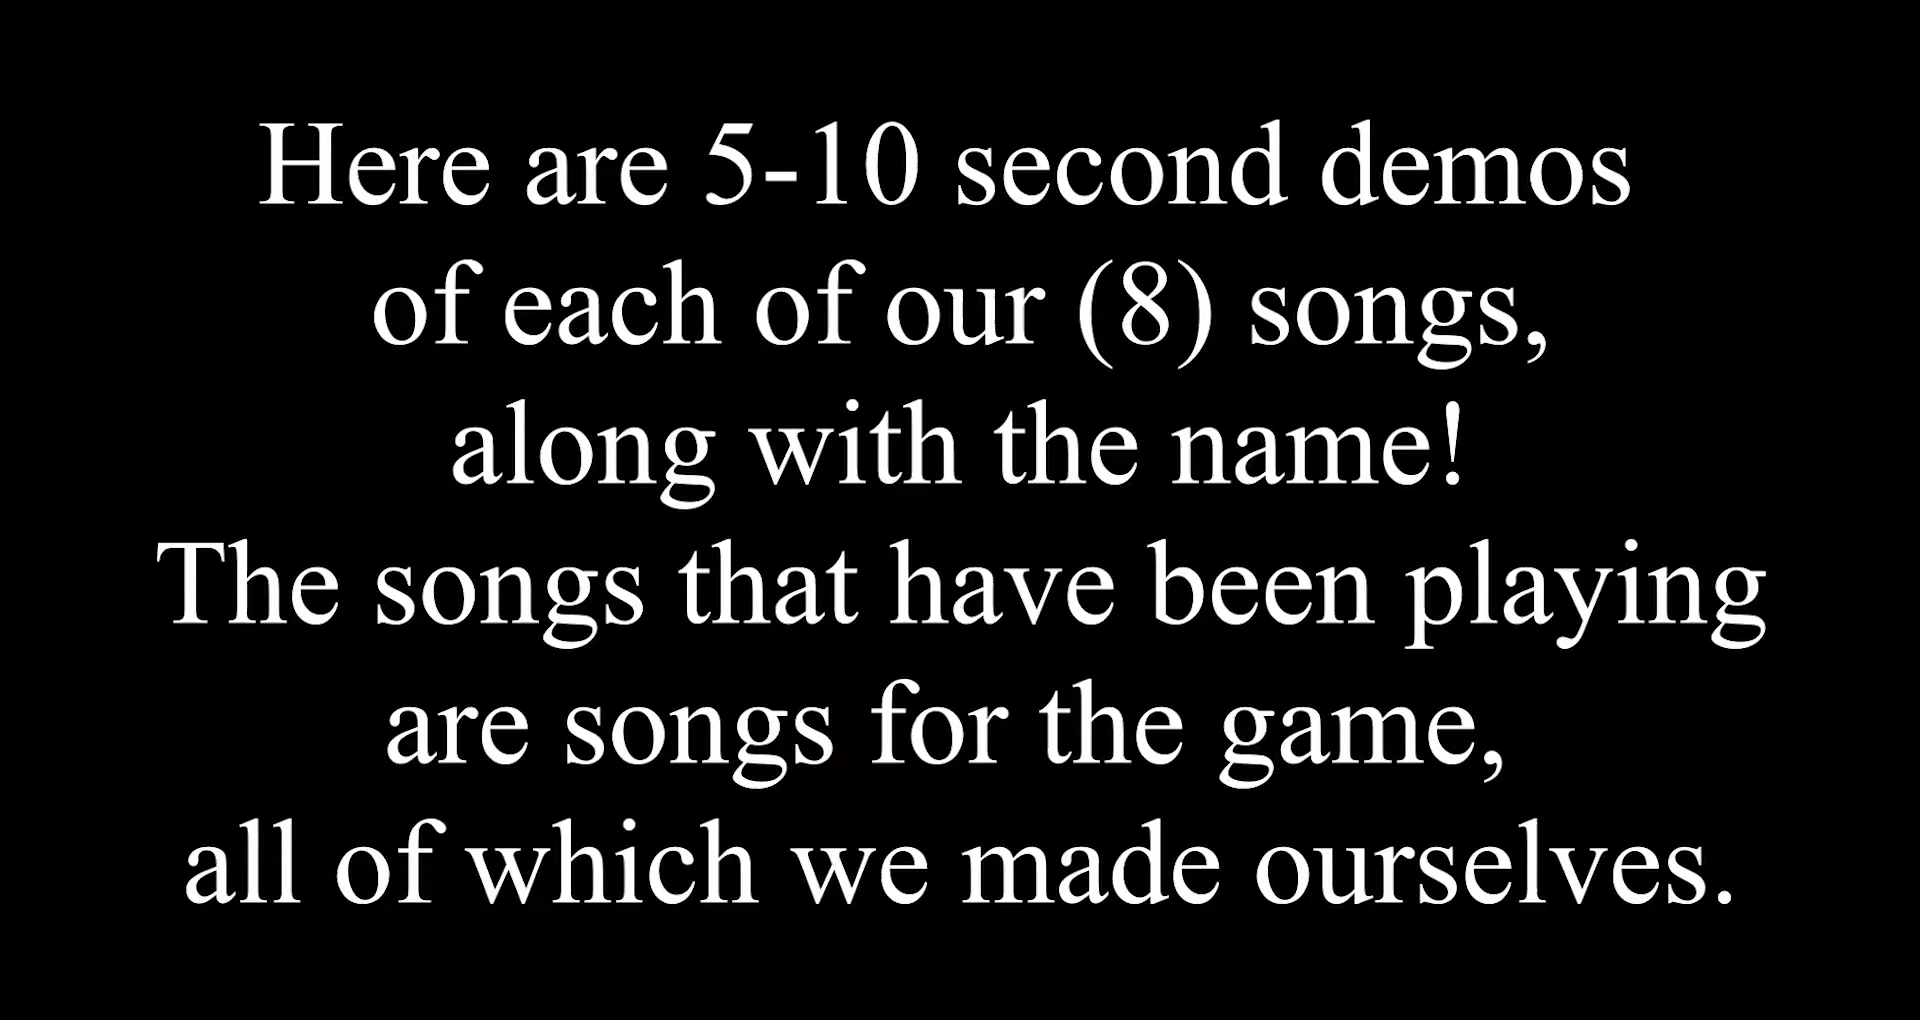 Here are 5-10 second demos
of each of our (8) songs,
along with the name!
The songs that have been playing
are songs for the game,
all of which we made ourselves.